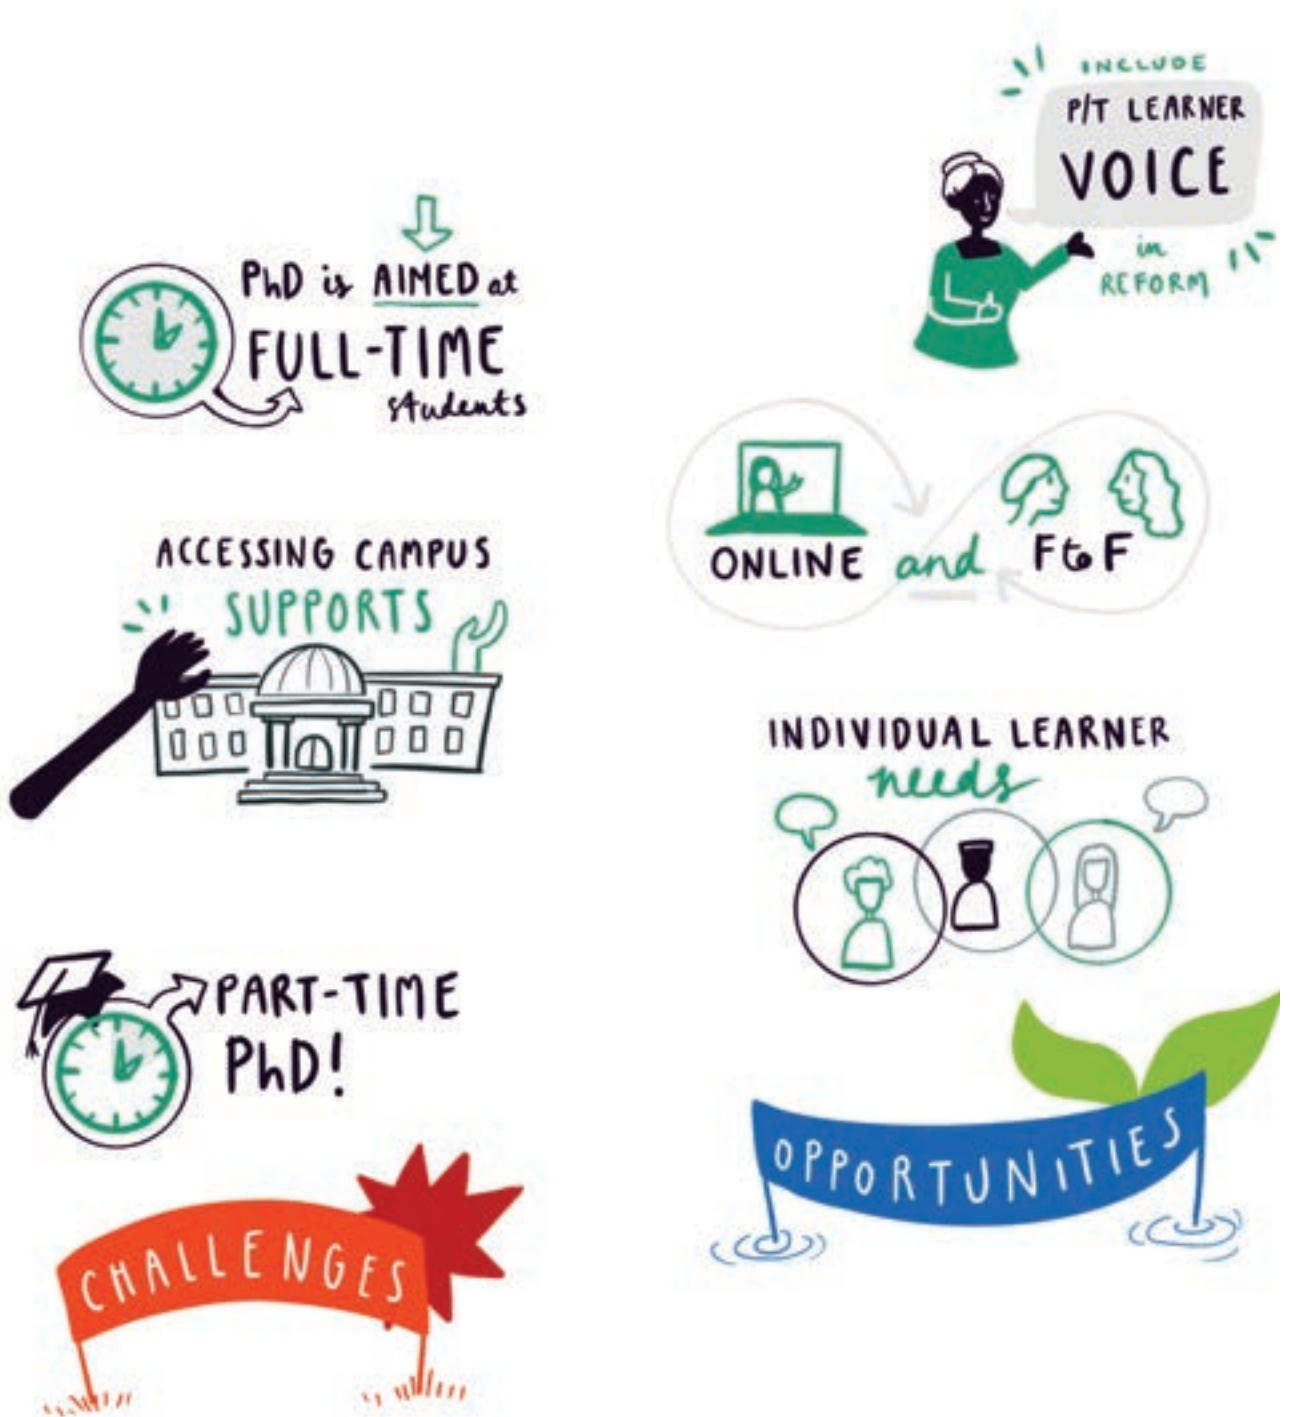 PhD is AIMED at
FULL-TIME
students
ACCESSING CAMPUS
SUPPORTS
PART-TIME
PhD!
CHALLENGES
INCLUDE
P/T LEARNER
VOICE
in
REFORM
ONLINE and F to F
INDIVIDUAL LEARNER
needs
OPPORTUNITIES